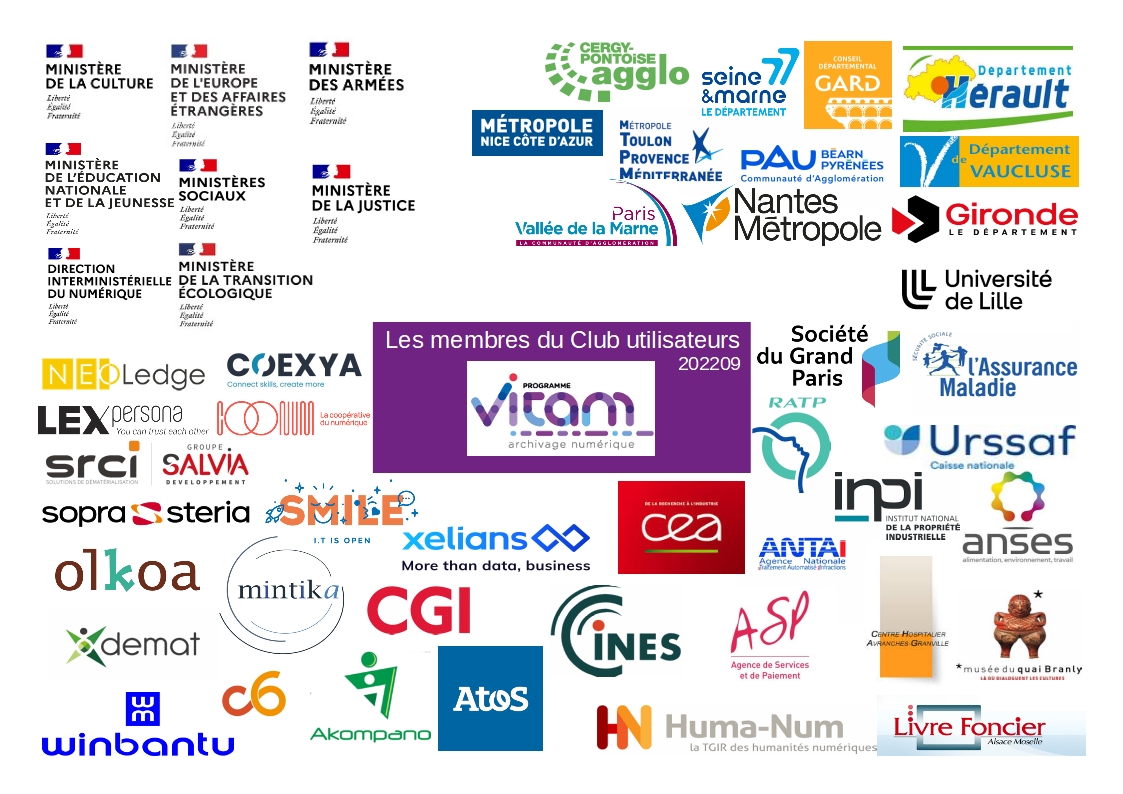 MINISTÈRE
DE LA CULTURE
Liberté
Égalité
Fraternité
MINISTÈRE
DE L'EUROPE
ET DES AFFAIRES
ÉTRANGÈRES
Liberté
Égalité
Fraternité
MINISTÈRE
DES ARMÉES
Liberté
Égalité
Fraternité
CERGY-
PONTOISE
agglo
seine 77
&marne
LE DÉPARTEMENT
CONSEIL
DÉPARTEMENTAL
GARD
Département
Hérault
MÉTROPOLE
NICE CÔTE D'AZUR
MÉTROPOLE
TOULON
PROVENCE
MÉDITERRANÉE
PAU BÉARN
PYRÉNÉES
Communauté d'Agglomération
Département
de VAUCLUSE
MINISTÈRE
DE L'ÉDUCATION
NATIONALE
ET DE LA JEUNESSE
Liberté
Égalité
Fraternité
MINISTÈRES
SOCIAUX
Liberté
Égalité
Fraternité
MINISTÈRE
DE LA JUSTICE
Liberté
Égalité
Fraternité
Paris
Vallée de la Marne
LA COMMUNAUTÉ D'AGGLOMÉRATION
Nantes
Métropole
Gironde
LE DÉPARTEMENT
DIRECTION
INTERMINISTÉRIELLE
DU NUMÉRIQUE
Liberté
Égalité
Fraternité
MINISTÈRE
DE LA TRANSITION
ÉCOLOGIQUE
Liberté
Égalité
Fraternité
Université
de Lille
Les membres du Club utilisateurs
202209
PROGRAMME
vitam
archivage numérique
Société
du Grand
Paris
SÉCURITÉ SOCIALE
l'Assurance
Maladie
NEOLedge
COEXYA
Connect skills, create more
LEX persona
You can trust each other
La coopérative
du numérique
RATP
Urssaf
Caisse nationale
srci
SOLUTIONS DE DÉMATÉRIALISATION
GROUPE
SALVIA
DEVELOPPEMENT
inpi
INSTITUT NATIONAL
DE LA PROPRIÉTÉ
INDUSTRIELLE
sopra steria
SMILE
I.T IS OPEN
xelians
More than data, business
DE LA RECHERCHE À L'INDUSTRIE
cea
ANTAI
Agence Nationale
Traitement Automatisé Infractions
anses
alimentation, environnement, travail
olkoa
mintika
CGI
CINES
ASP
Agence de Services
et de Paiement
CENTRE HOSPITALIER
AVRANCHES GRANVILLE
*
*musée du quai Branly
LÀ OÙ DIALOGUENT LES CULTURES
Xdemat
c6
Akompano
Atos
winbantu
HN Huma-Num
la TGIR des humanités numériques
Livre Foncier
Alsace Moselle